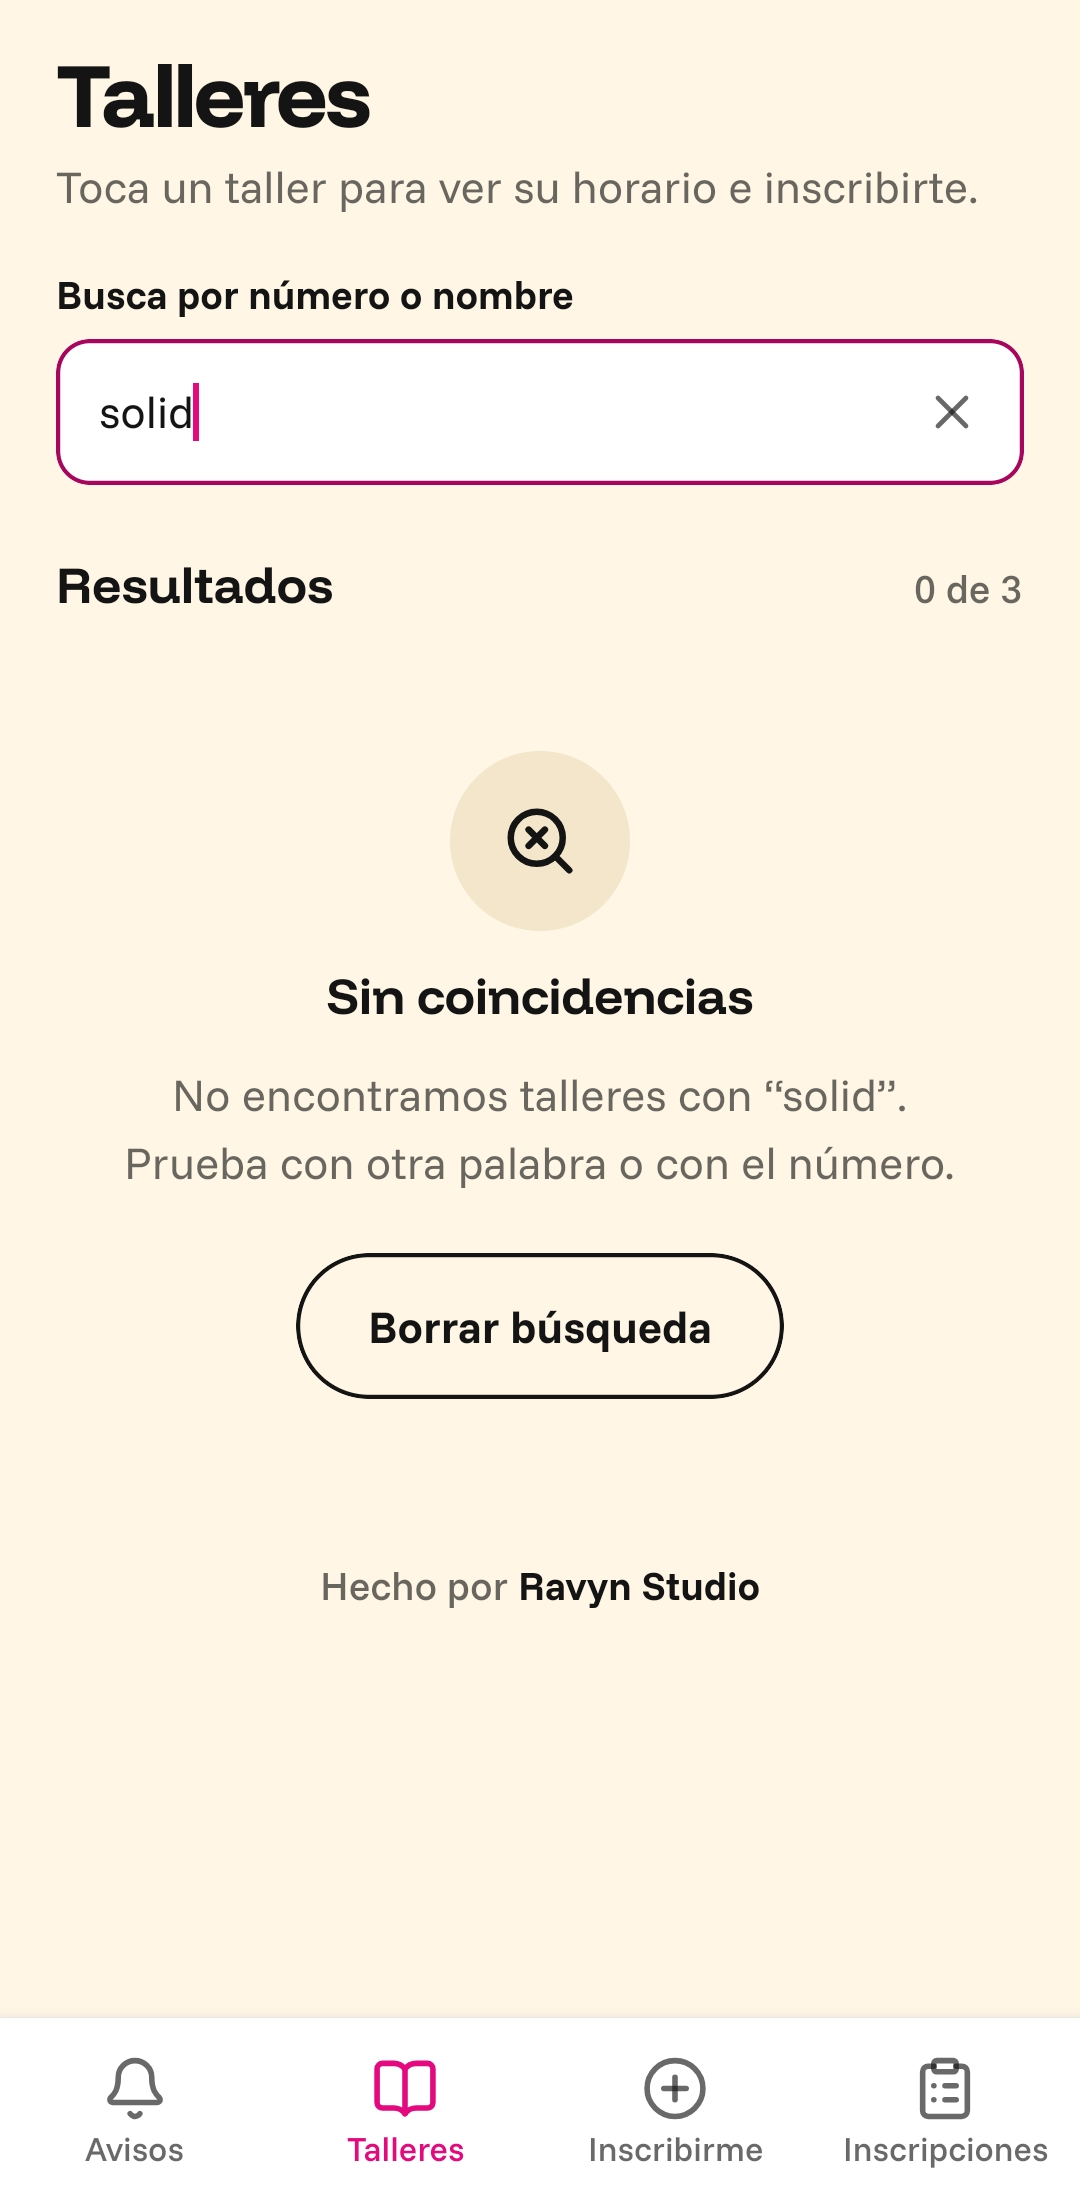 Talleres
Toca un taller para ver su horario e inscribirte.
Busca por número o nombre
solid
Resultados
0 de 3
Sin coincidencias
No encontramos talleres con “solid”.
Prueba con otra palabra o con el número.
Borrar búsqueda
Hecho por Ravyn Studio
Avisos
Talleres
Inscribirme
Inscripciones